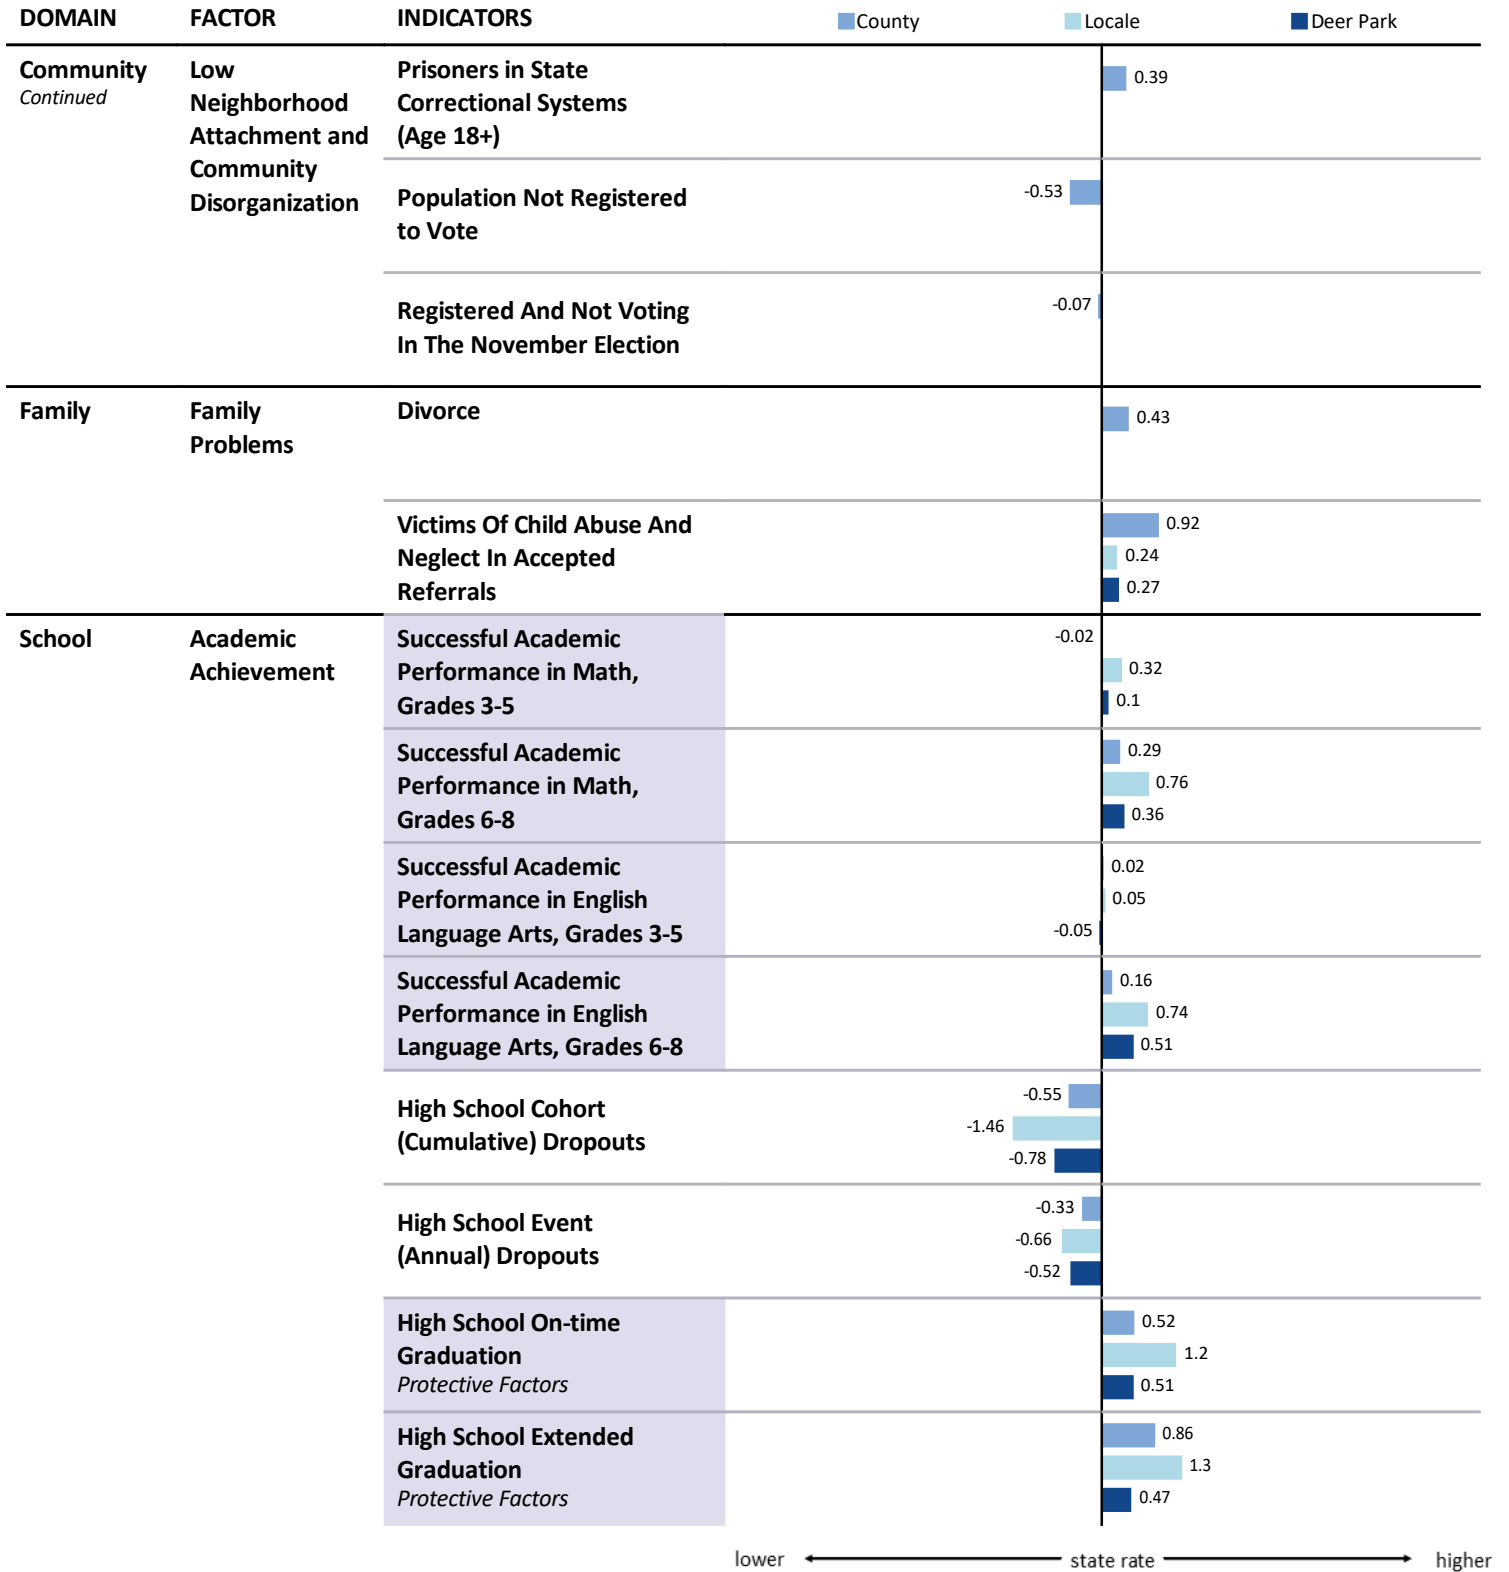 DOMAIN FACTOR INDICATORS County Locale Deer Park
Community
Continued
Low
Neighborhood
Attachment and
Community
Disorganization
Prisoners in State
Correctional Systems
(Age 18+)
0.39
Population Not Registered
to Vote
-0.53
Registered And Not Voting
In The November Election
-0.07
Family
Family
Problems
Divorce
0.43
Victims Of Child Abuse And
Neglect In Accepted
Referrals
0.92
0.24
0.27
School
Academic
Achievement
Successful Academic
Performance in Math,
Grades 3-5
-0.02
0.32
0.1
Successful Academic
Performance in Math,
Grades 6-8
0.29
0.76
0.36
Successful Academic
Performance in English
Language Arts, Grades 3-5
0.02
0.05
-0.05
Successful Academic
Performance in English
Language Arts, Grades 6-8
0.16
0.74
0.51
High School Cohort
(Cumulative) Dropouts
-0.55
-1.46
-0.78
High School Event
(Annual) Dropouts
-0.33
-0.66
-0.52
High School On-time
Graduation
Protective Factors
0.52
1.2
0.51
High School Extended
Graduation
Protective Factors
0.86
1.3
0.47
lower state rate higher